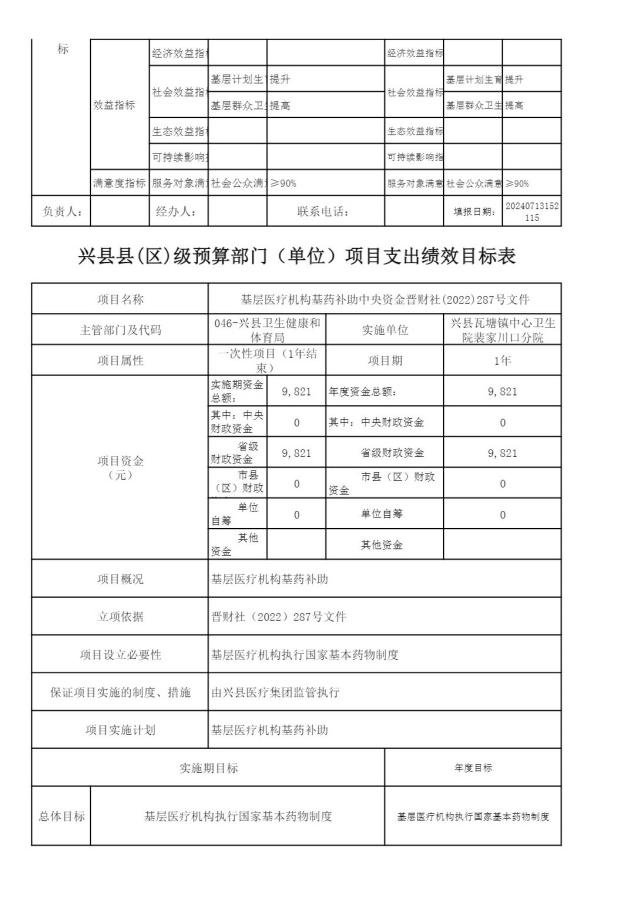 标 经济效益指 经济效益指标
效益指标 社会效益指 基层计划生 提升 社会效益指标 基层计划生育 提升
基层群众卫生 提高 基层群众卫生 提高
生态效益指 生态效益指标
可持续影响 可持续影响指
满意度指标 服务对象满 社会公众满 ≥90% 服务对象满意 社会公众满意 ≥90%
负责人: 经办人: 联系电话: 填报日期: 20240713152
115
兴县县(区)级预算部门（单位）项目支出绩效目标表
项目名称 基层医疗机构基药补助中央资金晋财社(2022)287号文件
主管部门及代码 046-兴县卫生健康和
体育局 实施单位 兴县瓦塘镇中心卫生
院裴家川口分院
项目属性 一次性项目（1年结
束） 项目期 1年
项目资金
（元） 实施期资金
总额: 9,821 年度资金总额: 9,821
其中: 中央
财政资金 0 其中: 中央财政资金 0
省级
财政资金 9,821 省级财政资金 9,821
市县
（区）财政 0 市县（区）财政
资金 0
单位
自筹 0 单位自筹 0
其他
资金 其他资金
项目概况 基层医疗机构基药补助
立项依据 晋财社（2022）287号文件
项目设立必要性 基层医疗机构执行国家基本药物制度
保证项目实施的制度、措施 由兴县医疗集团监管执行
项目实施计划 基层医疗机构基药补助
实施期目标 年度目标
总体目标 基层医疗机构执行国家基本药物制度 基层医疗机构执行国家基本药物制度